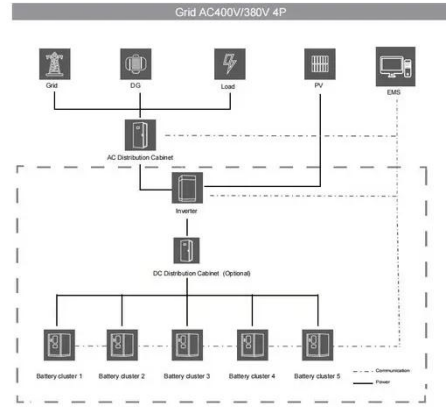 Grid AC400V/380V 4P
Grid
DG
Load
PV
EMS
AC Distribution Cabinet
Inverter
DC Distribution Cabinet (Optional)
Battery cluster 1
Battery cluster 2
Battery cluster 3
Battery cluster 4
Battery cluster 5
Communication
Power